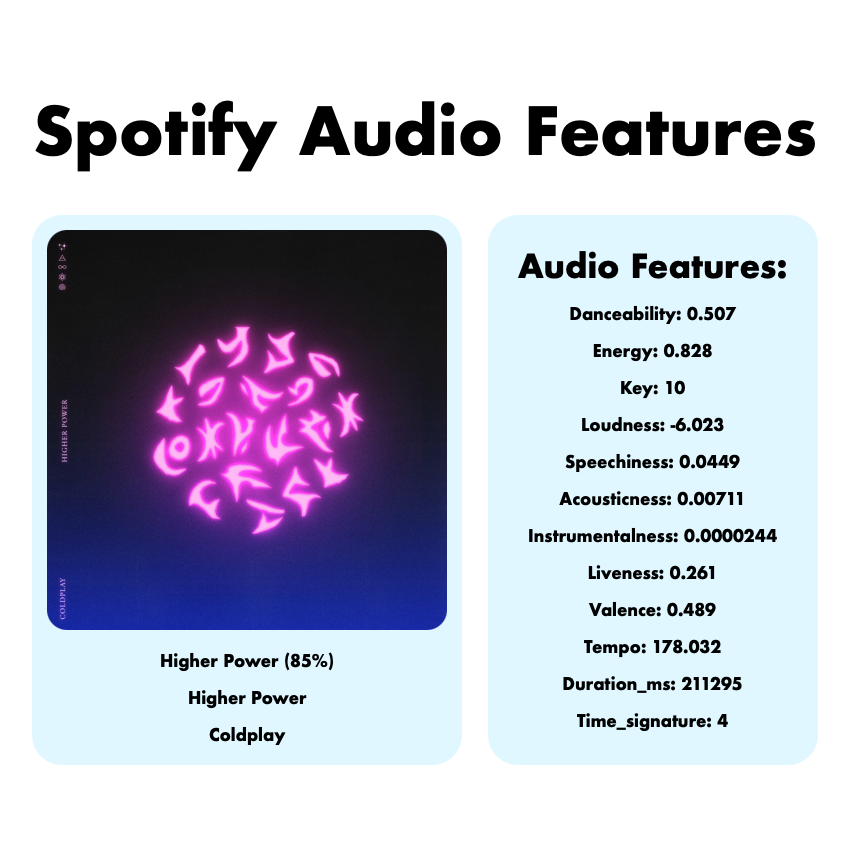 Spotify Audio Features
HIGHER POWER
COLDPLAY
Higher Power (85%)
Higher Power
Coldplay
Audio Features:
Danceability: 0.507
Energy: 0.828
Key: 10
Loudness: -6.023
Speechiness: 0.0449
Acousticness: 0.00711
Instrumentalness: 0.0000244
Liveness: 0.261
Valence: 0.489
Tempo: 178.032
Duration_ms: 211295
Time_signature: 4